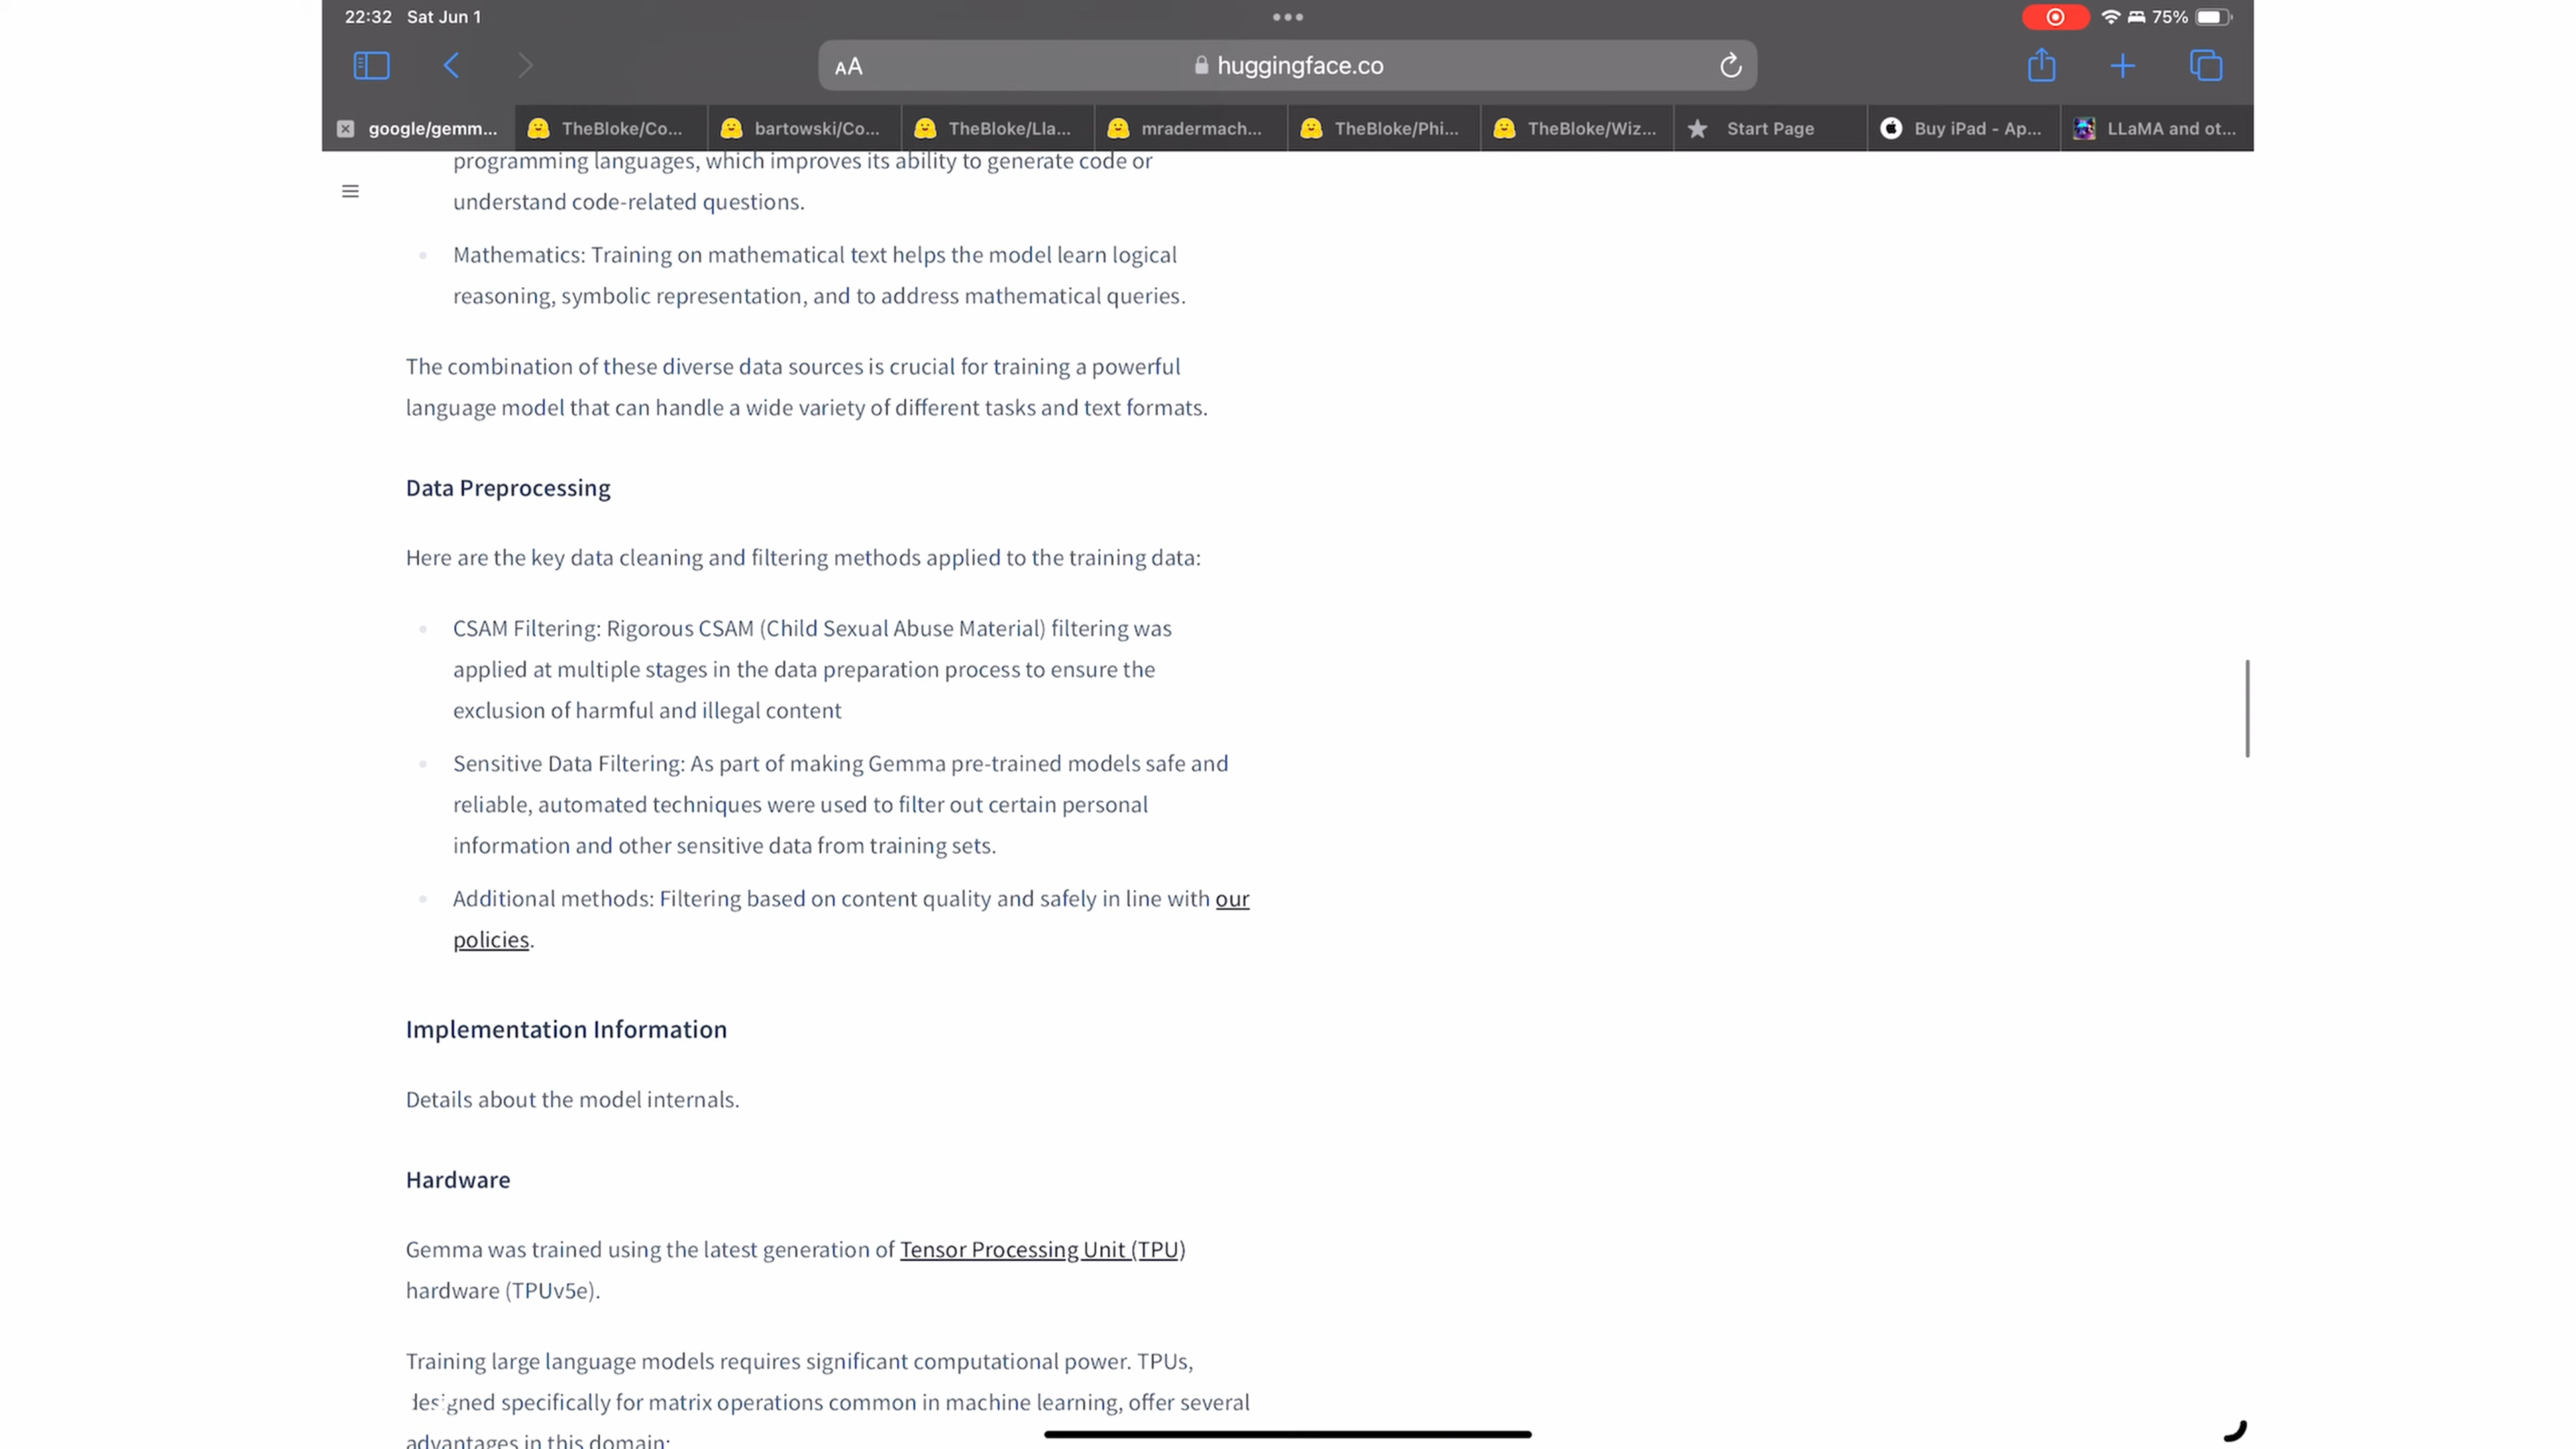 22:32 Sat Jun 1
75%
AA huggingface.co
google/gemm... TheBloke/Co... bartowski/Co... TheBloke/Lla... mradermach... TheBloke/Phi... TheBloke/Wiz... Start Page Buy iPad - Ap... LLaMA and ot...
programming languages, which improves its ability to generate code or
understand code-related questions.
Mathematics: Training on mathematical text helps the model learn logical
reasoning, symbolic representation, and to address mathematical queries.
The combination of these diverse data sources is crucial for training a powerful
language model that can handle a wide variety of different tasks and text formats.
Data Preprocessing
Here are the key data cleaning and filtering methods applied to the training data:
CSAM Filtering: Rigorous CSAM (Child Sexual Abuse Material) filtering was
applied at multiple stages in the data preparation process to ensure the
exclusion of harmful and illegal content
Sensitive Data Filtering: As part of making Gemma pre-trained models safe and
reliable, automated techniques were used to filter out certain personal
information and other sensitive data from training sets.
Additional methods: Filtering based on content quality and safely in line with our
policies.
Implementation Information
Details about the model internals.
Hardware
Gemma was trained using the latest generation of Tensor Processing Unit (TPU)
hardware (TPUv5e).
Training large language models requires significant computational power. TPUs,
designed specifically for matrix operations common in machine learning, offer several
advantages in this domain: